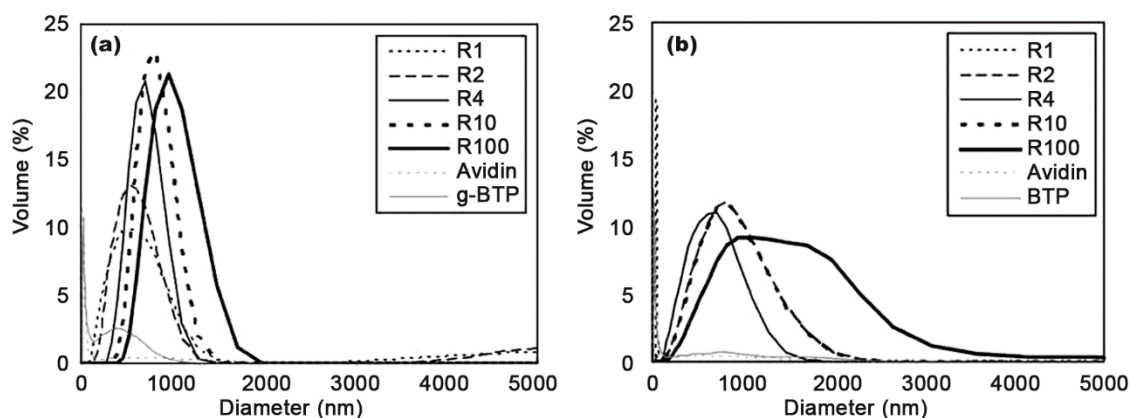 (a)
25
20
15
10
5
0
Volume (%)
R1
R2
R4
R10
R100
Avidin
g-BTP
0 1000 2000 3000 4000 5000
Diameter (nm)
(b)
25
20
15
10
5
0
Volume (%)
R1
R2
R4
R10
R100
Avidin
BTP
0 1000 2000 3000 4000 5000
Diameter (nm)